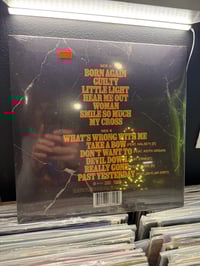 SIDE A
BORN AGAIN
GUILTY
LITTLE LIGHT
HEAR ME OUT
WOMAN
SMILE SO MUCH
MY CROSS
SIDE B
WHAT'S WRONG WITH ME
TAKE A BOW
DON'T WANT TO
DEVIL DOWN
REALLY GONE
PAST YESTERDAY